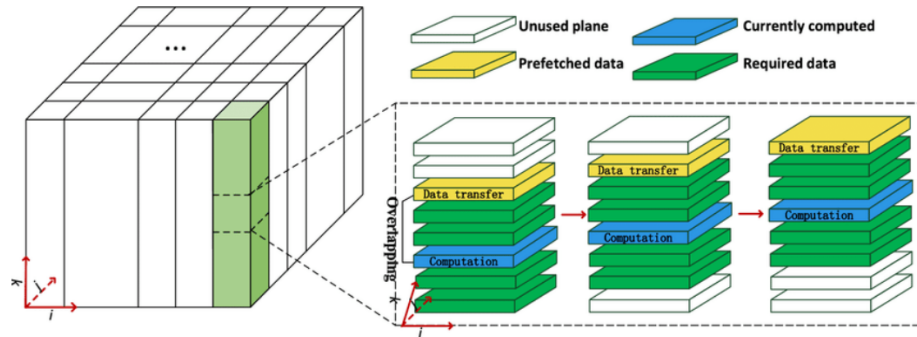 ...
Unused plane
Currently computed
Prefetched data
Required data
Data transfer
Data transfer
Data transfer
Overlapping
Computation
Computation
Computation
k
j
i
k
j
i